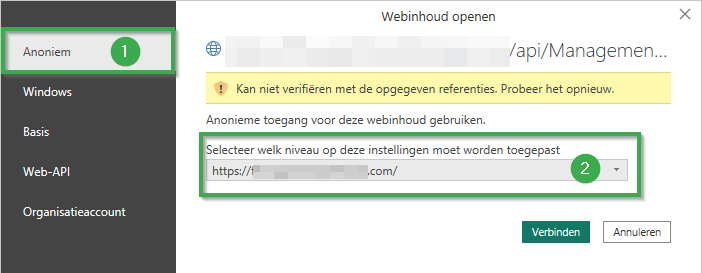 Webinhoud openen
Anoniem 1
/api/Managemen...
Windows
Kan niet verifiëren met de opgegeven referenties. Probeer het opnieuw.
Basis
Anonieme toegang voor deze webinhoud gebruiken.
Selecteer welk niveau op deze instellingen moet worden toegepast
Web-API
https:// .com/ 2
Organisatieaccount
Verbinden
Annuleren